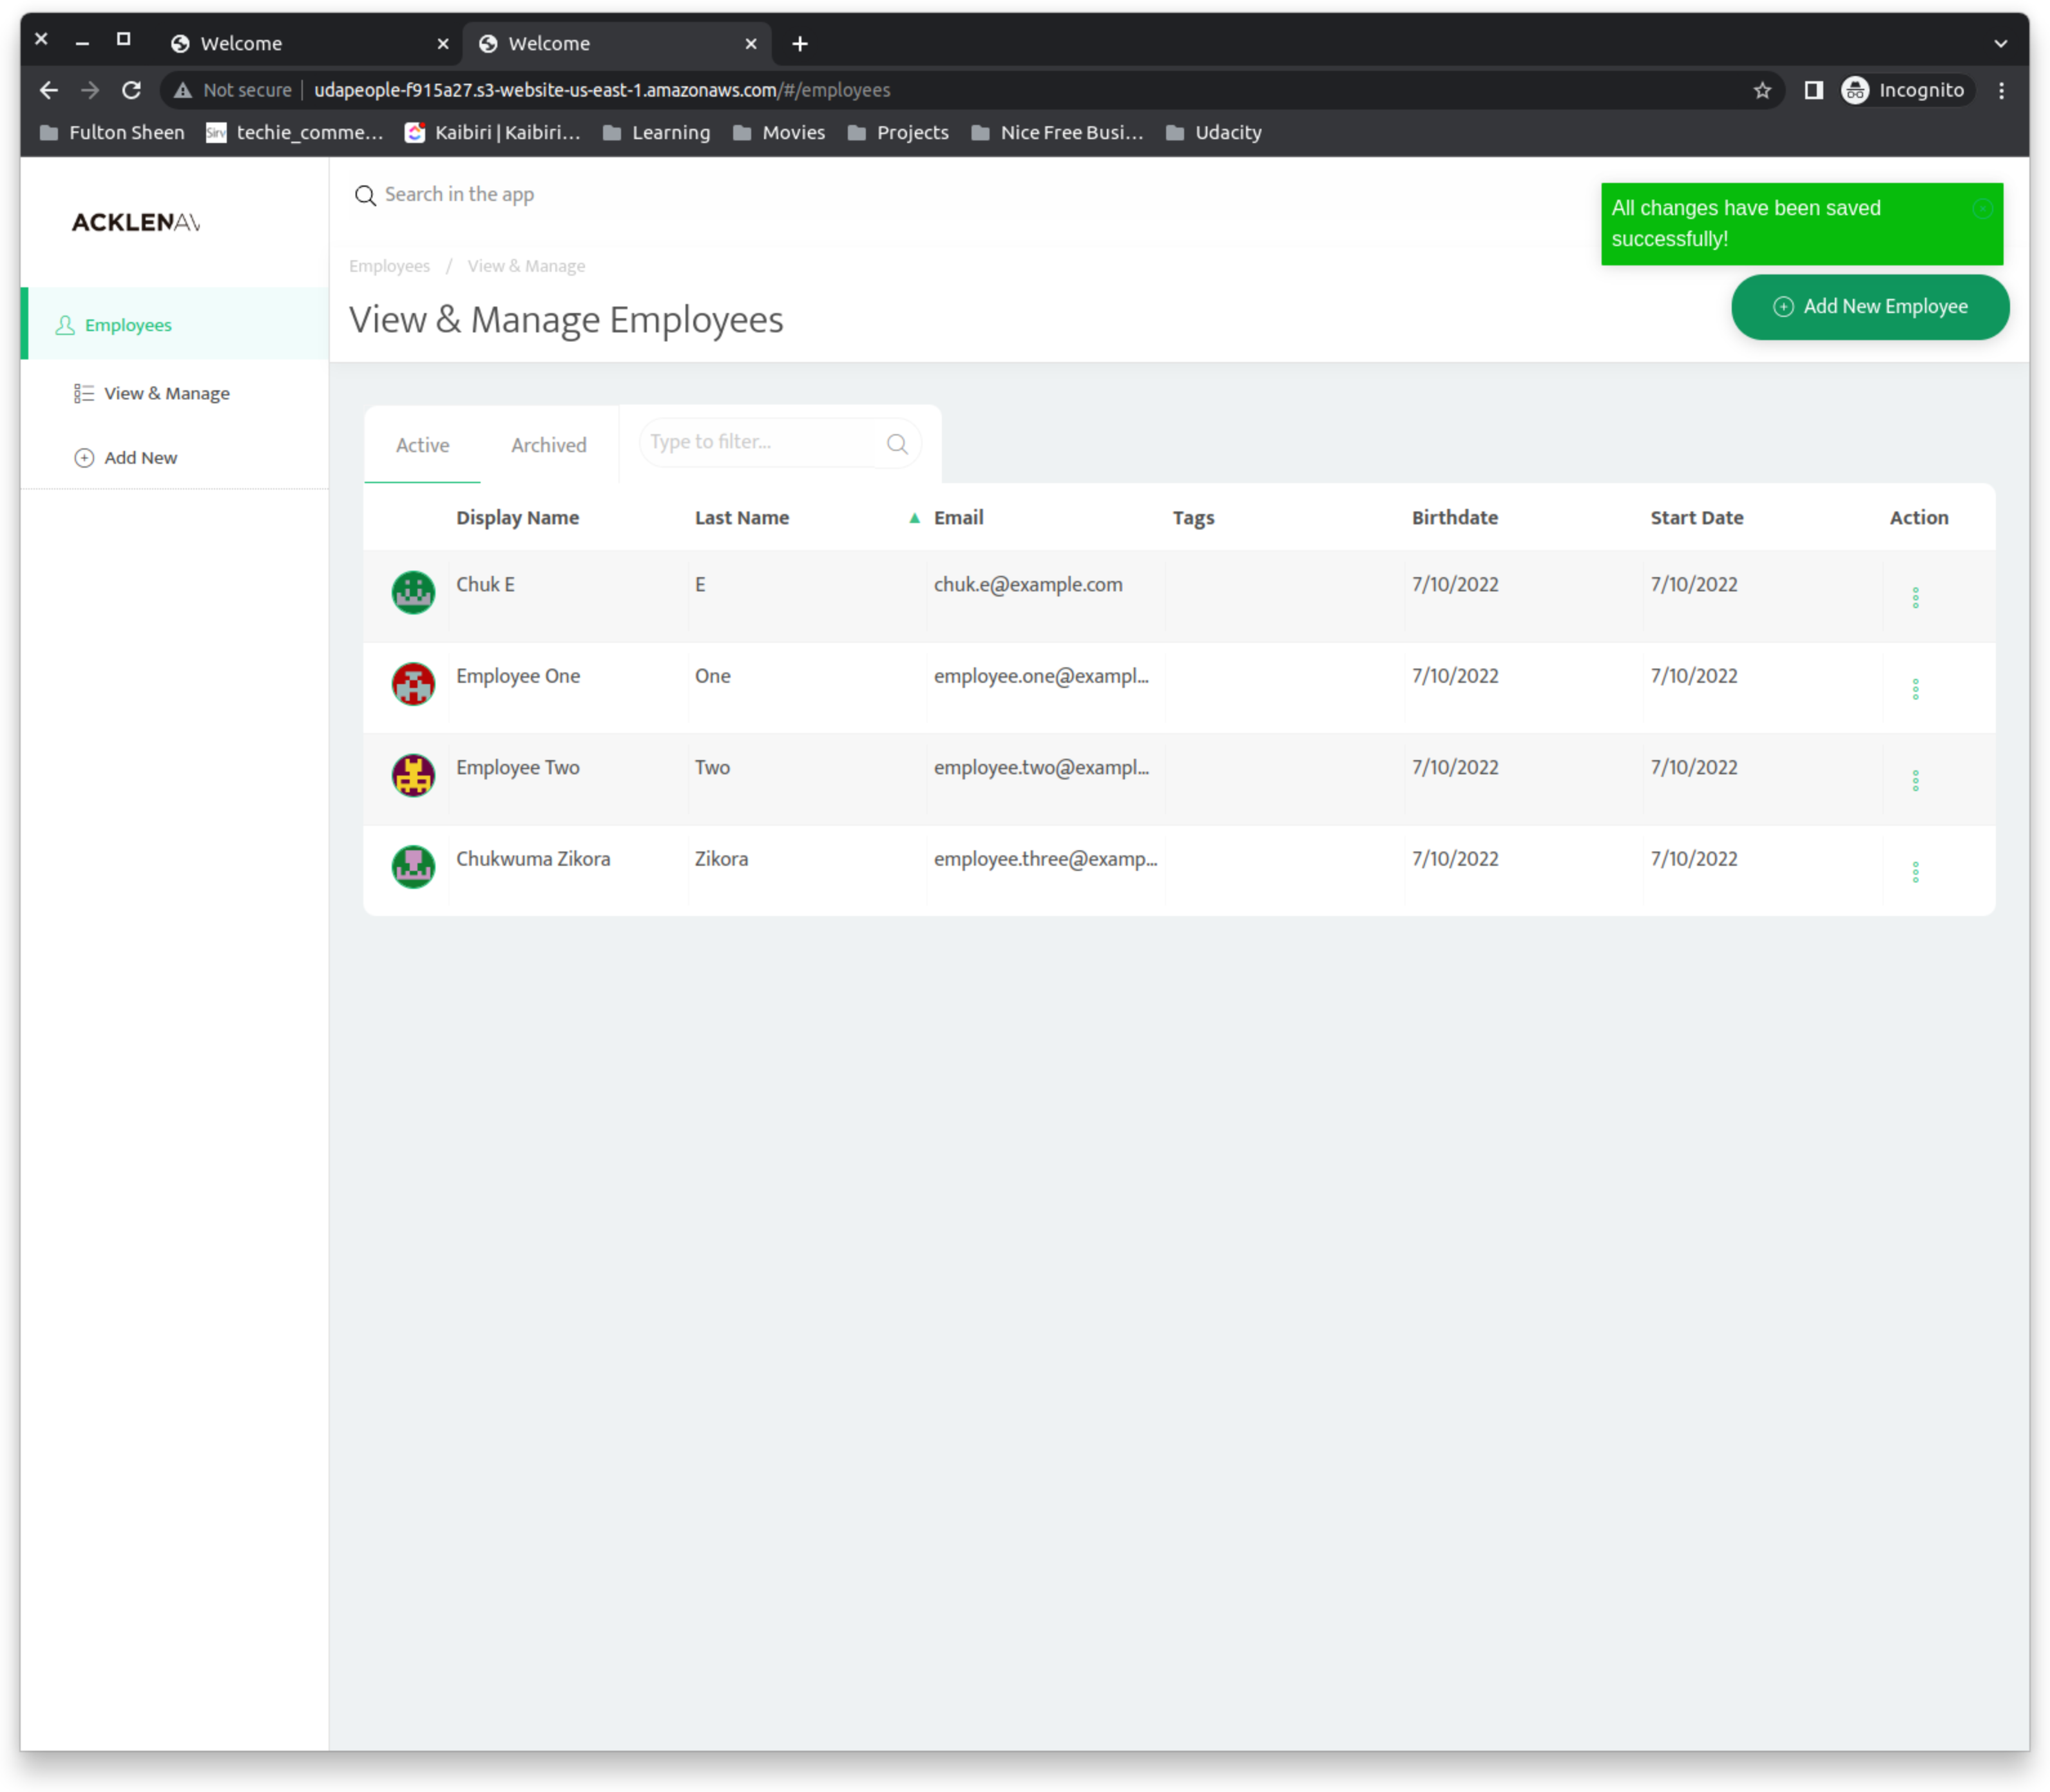 Welcome
Welcome
Not secure
udapeople-f915a27.s3-website-us-east-1.amazonaws.com/#/employees
Incognito
Fulton Sheen
Sirv
techie_comme...
Kaibiri | Kaibiri...
Learning
Movies
Projects
Nice Free Busi...
Udacity
ACKLENAV
Search in the app
All changes have been saved
successfully!
Employees / View & Manage
View & Manage Employees
Add New Employee
Employees
View & Manage
Add New
Active
Archived
Type to filter...
Display Name Last Name Email Tags Birthdate Start Date Action
Chuk E E chuk.e@example.com 7/10/2022 7/10/2022
Employee One One employee.one@exampl... 7/10/2022 7/10/2022
Employee Two Two employee.two@exampl... 7/10/2022 7/10/2022
Chukwuma Zikora Zikora employee.three@examp... 7/10/2022 7/10/2022